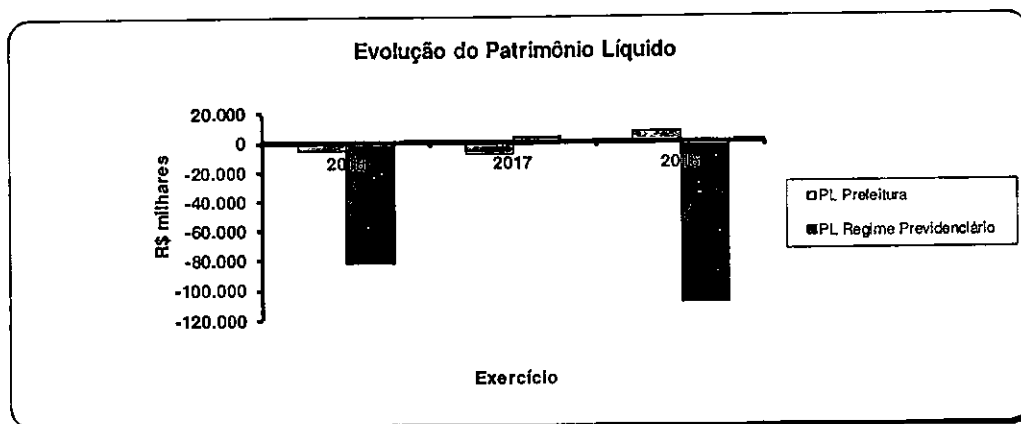 Evolução do Patrimônio Líquido
20.000
0
-20.000
-40.000
-60.000
-80.000
-100.000
-120.000
R$ milhares
2017
Exercício
PL Prefeitura
PL Regime Previdenciário